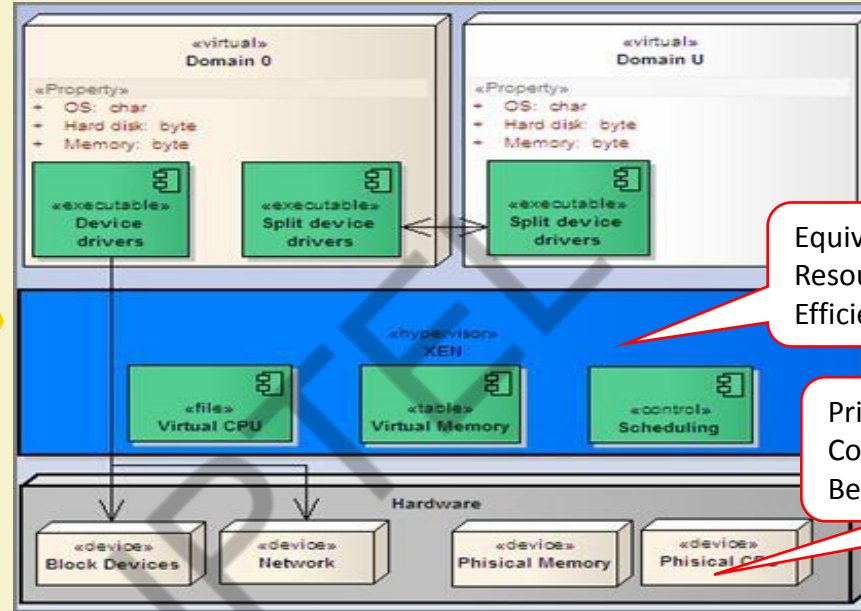 «virtual»
Domain 0
«Property»
+ OS: char
+ Hard disk: byte
+ Memory: byte
«executable»
Device
drivers
«executable»
Split device
drivers
«virtual»
Domain U
«Property»
+ OS: char
+ Hard disk: byte
+ Memory: byte
«executable»
Split device
drivers
Equiv
Resou
Efficie
«hypervisor»
XEN
«file»
Virtual CPU
«table»
Virtual Memory
«control»
Scheduling
Pri
Co
Be
Hardware
«device»
Block Devices
«device»
Network
«device»
Phisical Memory
«device»
Phisical
PTEL